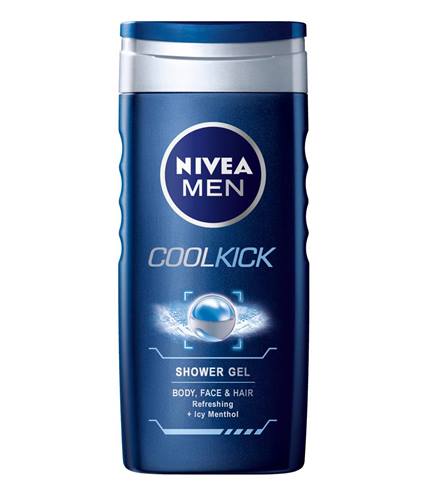 NIVEA
MEN
COOLKICK
SHOWER GEL
BODY, FACE & HAIR
Refreshing
+ Icy Menthol